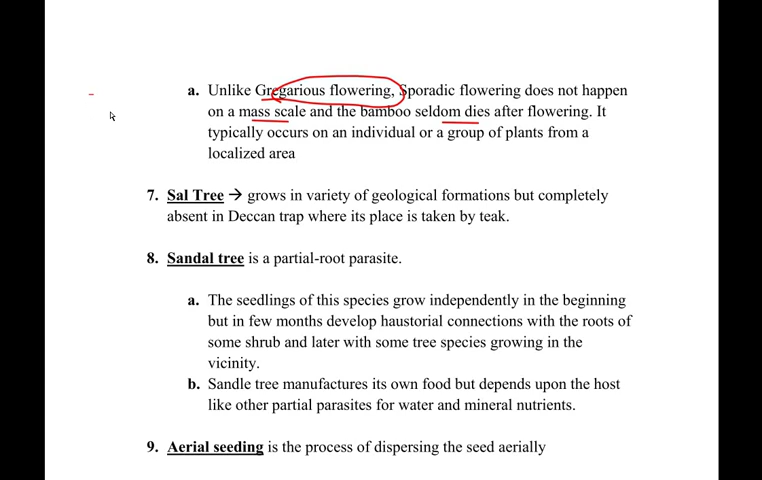 a. Unlike Gregarious flowering, Sporadic flowering does not happen
on a mass scale and the bamboo seldom dies after flowering. It
typically occurs on an individual or a group of plants from a
localized area
7. Sal Tree → grows in variety of geological formations but completely
absent in Deccan trap where its place is taken by teak.
8. Sandal tree is a partial-root parasite.
a. The seedlings of this species grow independently in the beginning
but in few months develop haustorial connections with the roots of
some shrub and later with some tree species growing in the
vicinity.
b. Sandle tree manufactures its own food but depends upon the host
like other partial parasites for water and mineral nutrients.
9. Aerial seeding is the process of dispersing the seed aerially